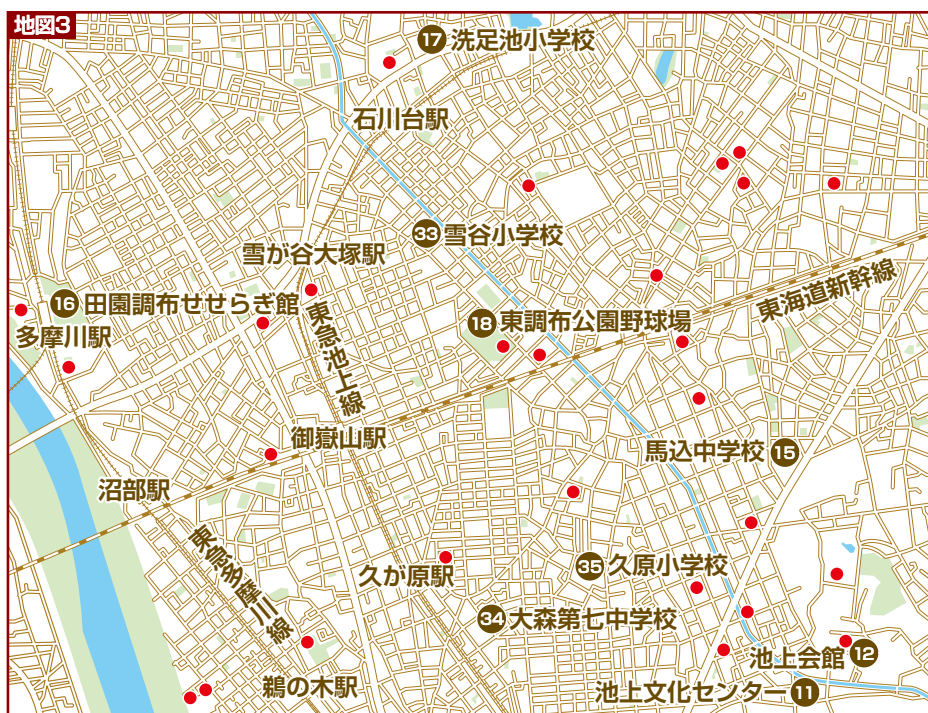 地図3
17 洗足池小学校
石川台駅
33 雪谷小学校
雪が谷大塚駅
東海道新幹線
16 田園調布せせらぎ館
18 東調布公園野球場
多摩川駅
東急池上線
御嶽山駅
馬込中学校 15
沼部駅
東急多摩川線
久が原駅
35 久原小学校
34 大森第七中学校
池上会館 12
鵜の木駅
池上文化センター 11